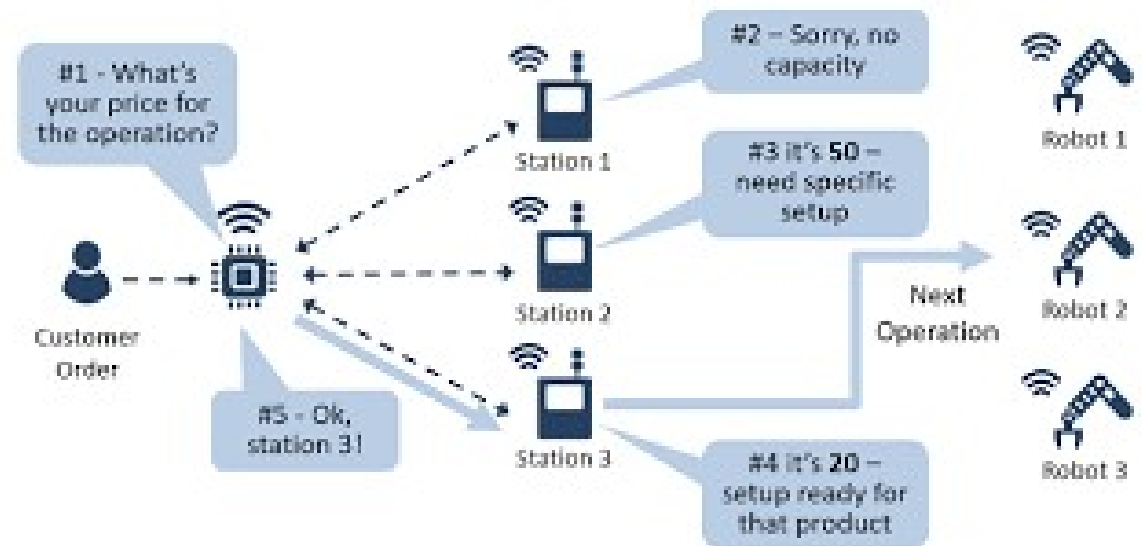 #1 - What's
your price for
the operation?
Customer
Order
#5 - Ok,
station 3!
Station 1
Station 2
Station 3
#2 – Sorry, no
capacity
#3 it's 50 –
need specific
setup
#4 it's 20 –
setup ready for
that product
Next
Operation
Robot 1
Robot 2
Robot 3